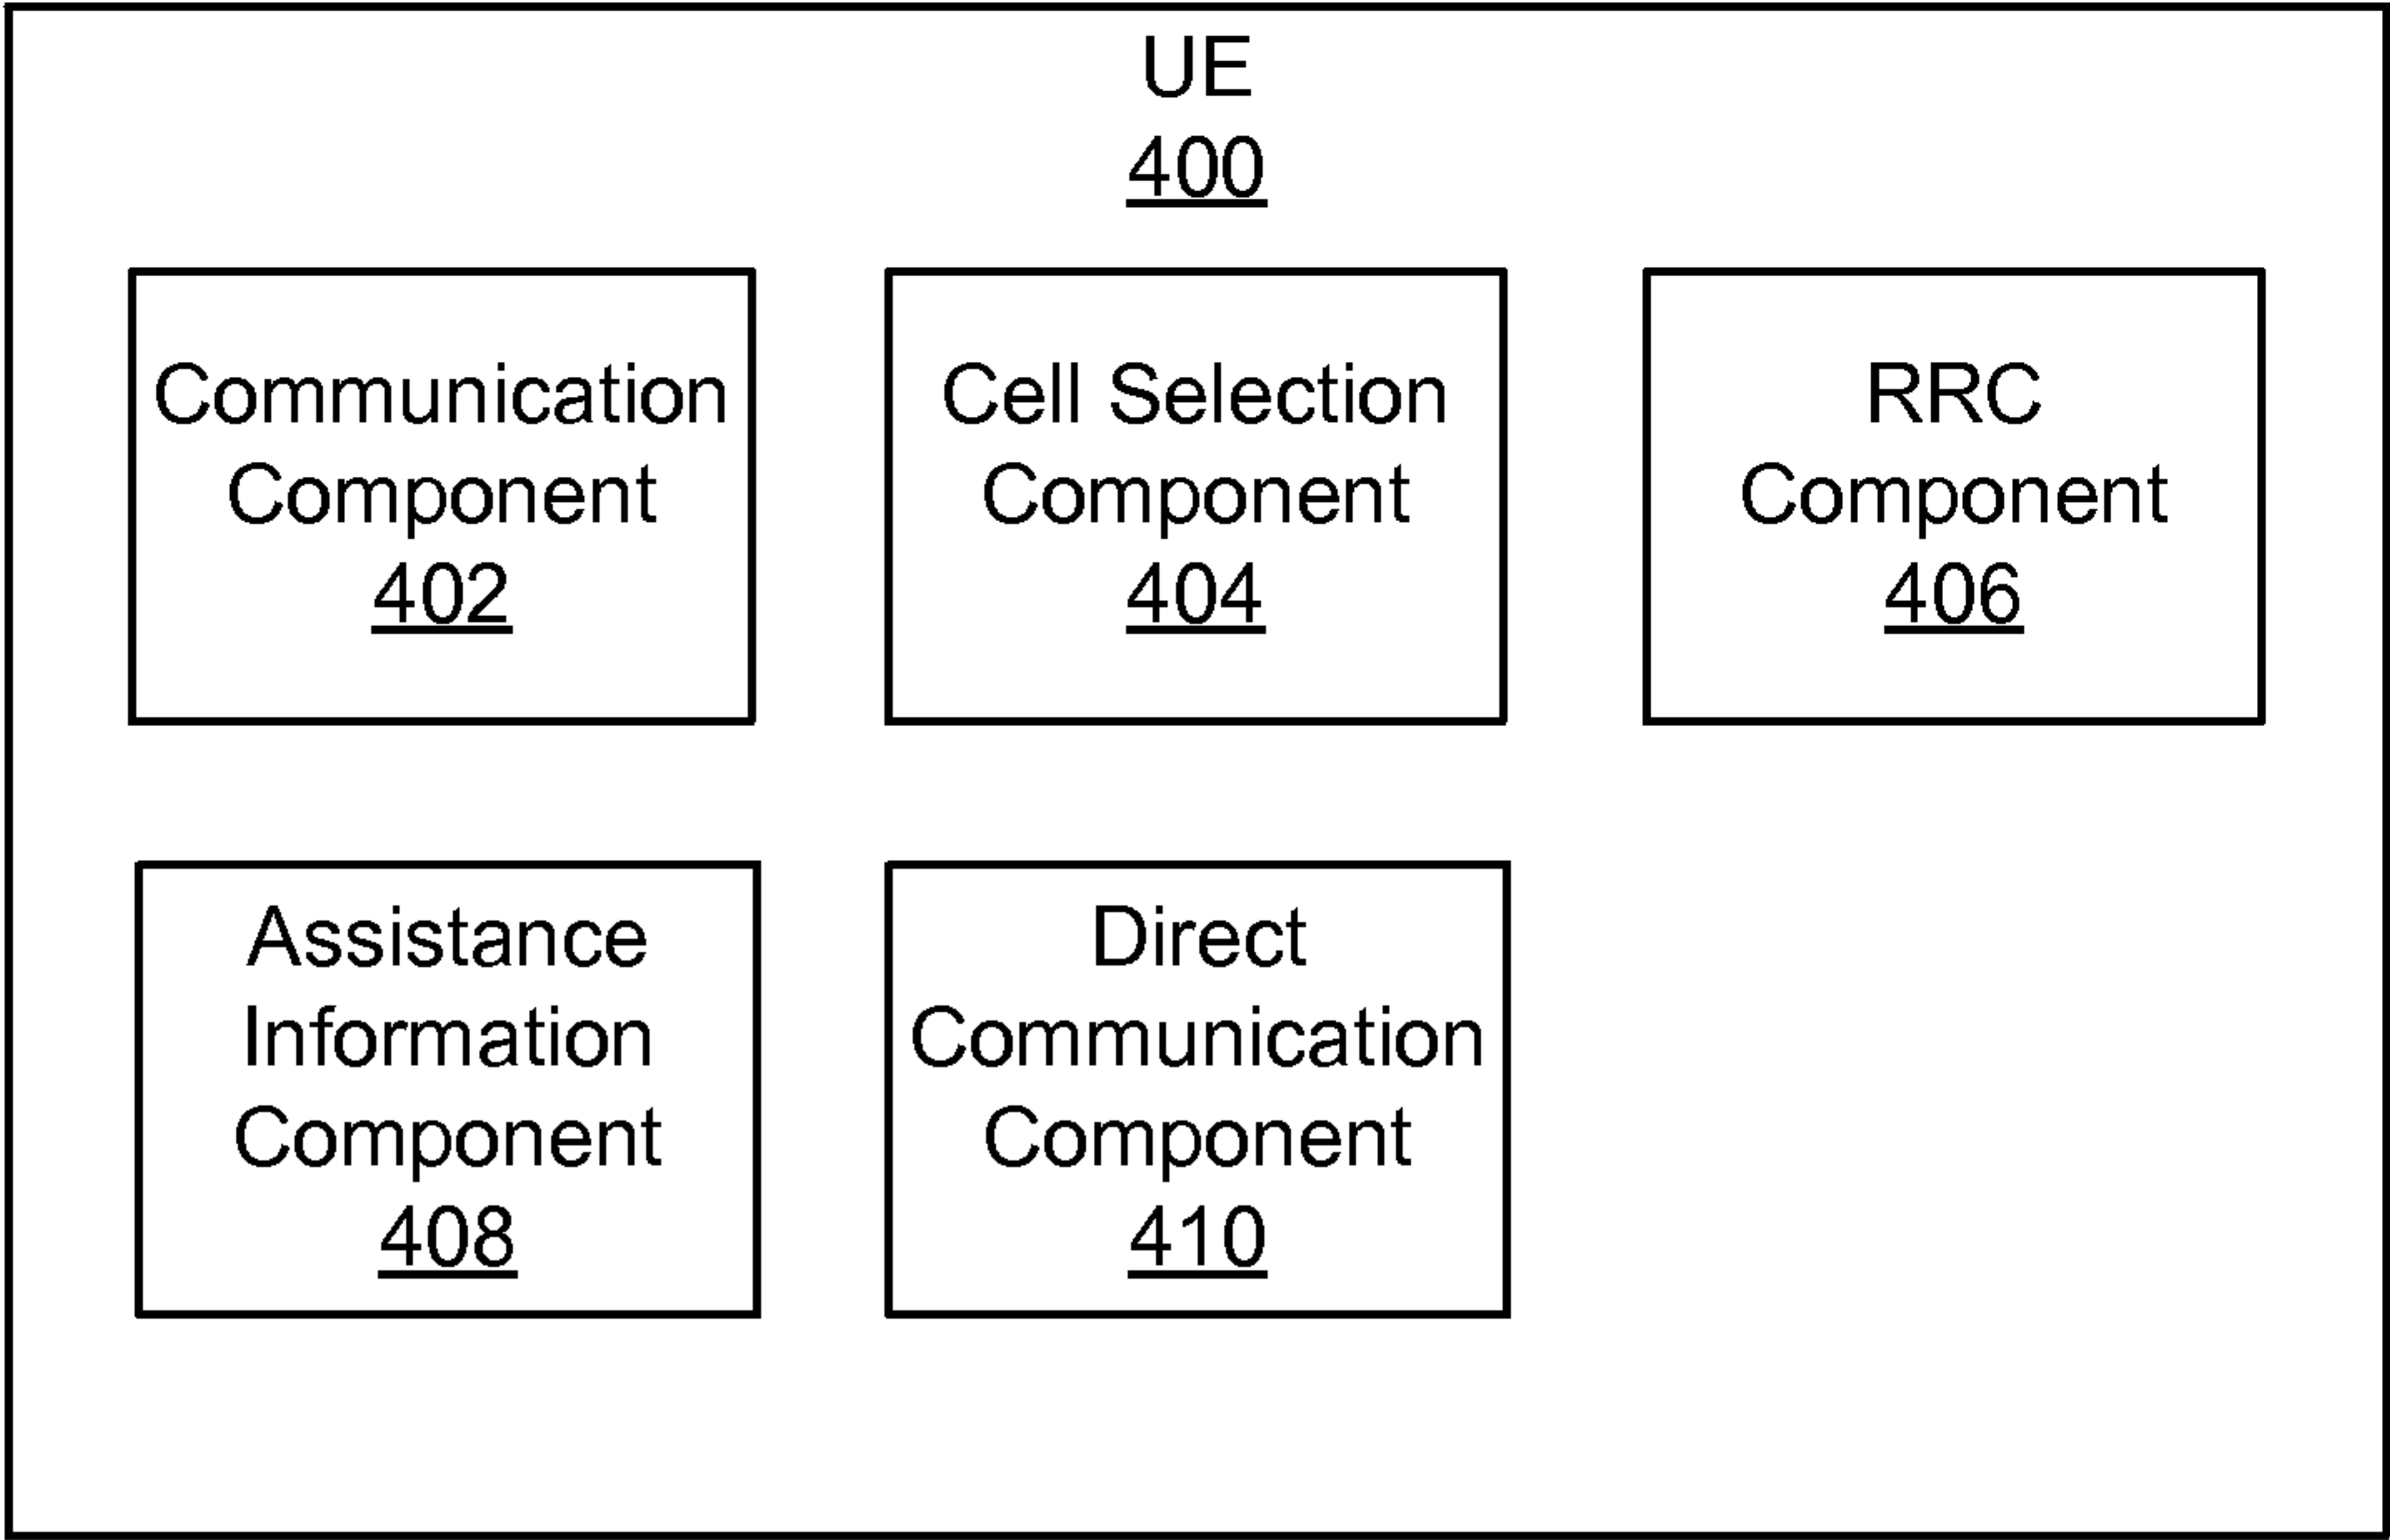 UE
400
Communication
Component
402
Cell Selection
Component
404
RRC
Component
406
Assistance
Information
Component
408
Direct
Communication
Component
410